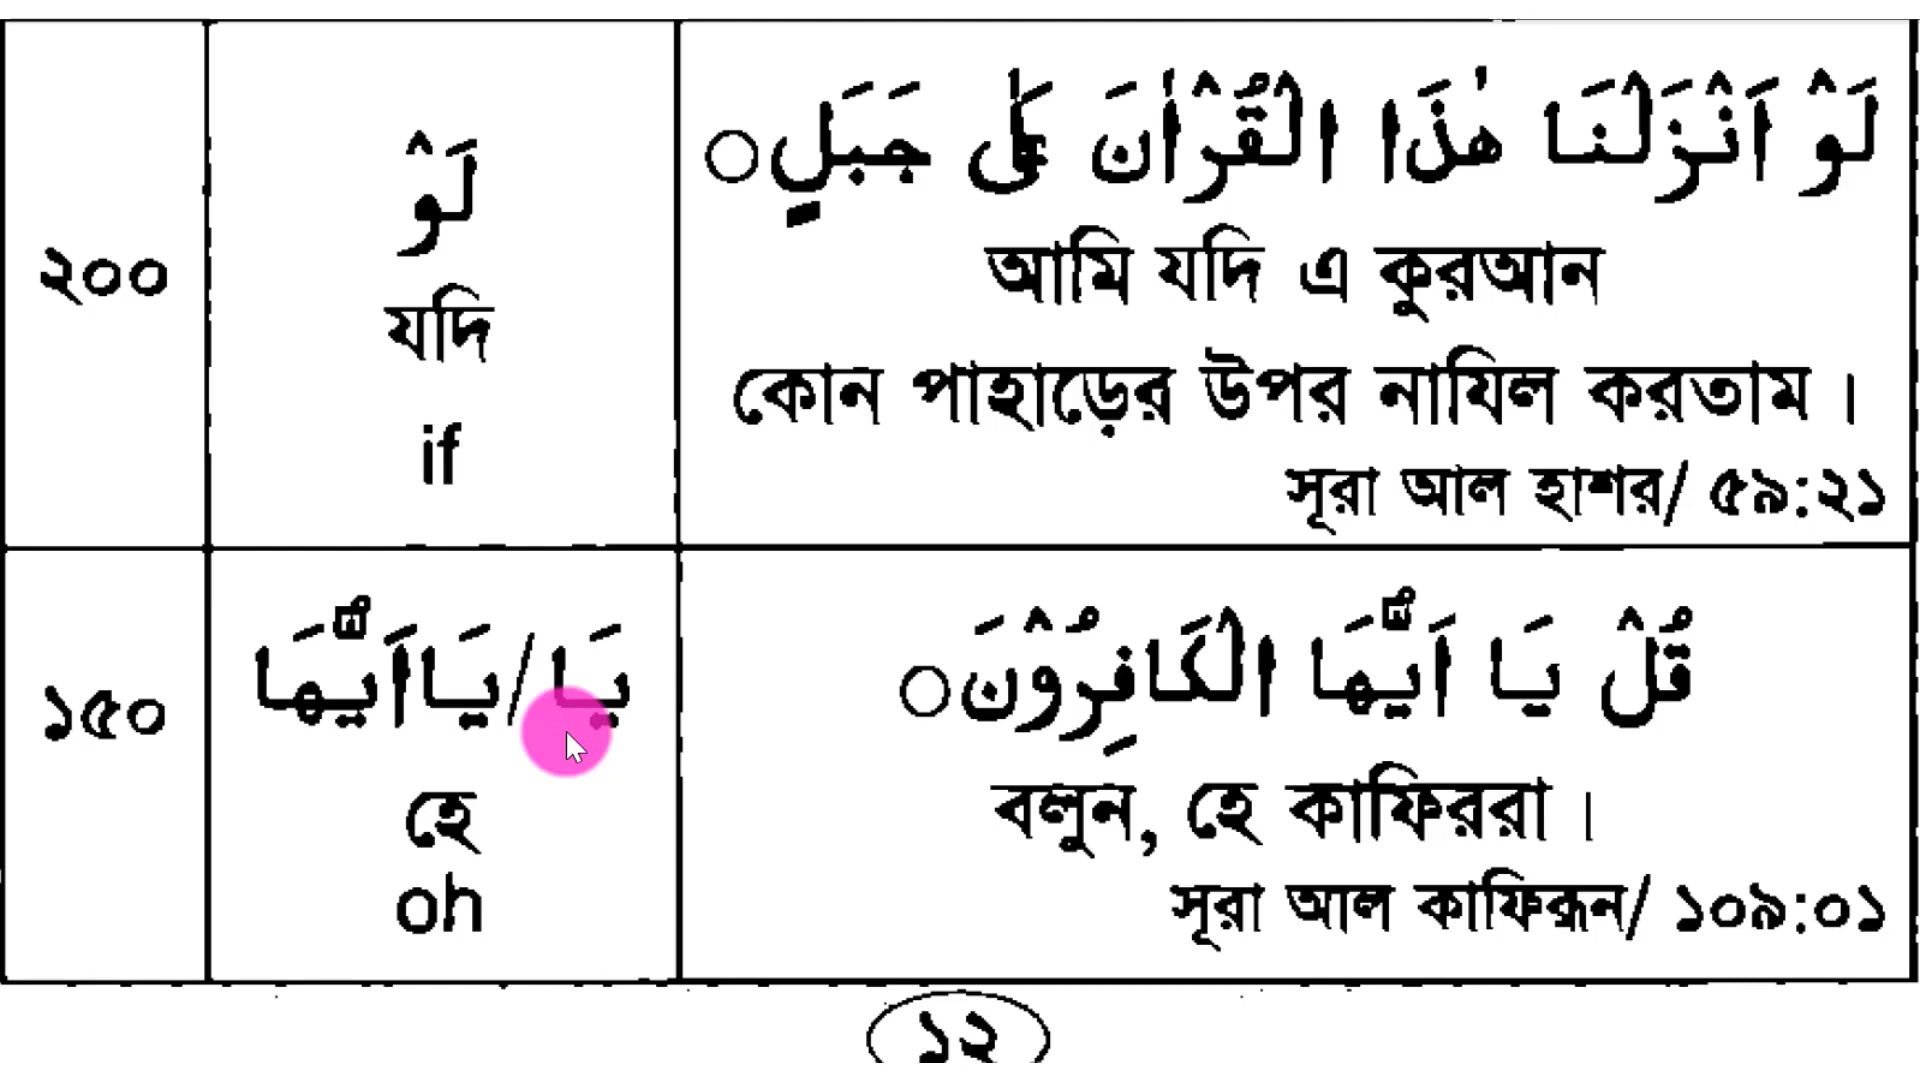 ২০০
لَوْ
যদি
if
لَوْ اَنْزَلْنَا هٰذَا الْقُرْاٰنَ عَلٰى جَبَلٍ○
আমি যদি এ কুরআন
কোন পাহাড়ের উপর নাযিল করতাম।
সূরা আল হাশর/ ৫৯:২১
১৫০
يَا/يَااَيُّهَا
হে
oh
قُلْ يَا اَيُّهَا الْكَافِرُوْنَ○
বলুন, হে কাফিররা।
সূরা আল কাফিরূন/ ১০৯:০১
১২